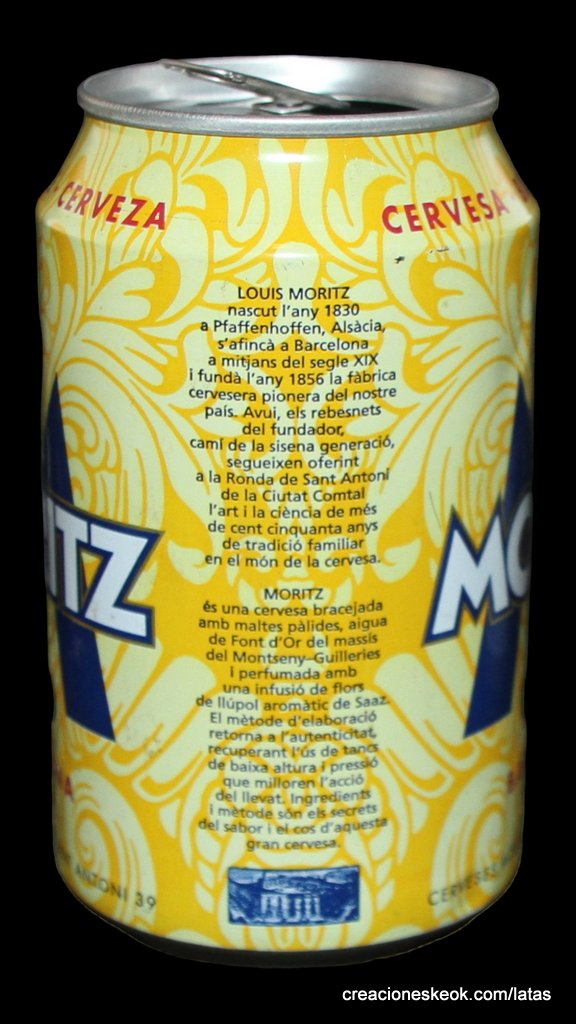 CERVEZA
CERVESA
LOUIS MORITZ
nascut l'any 1830
a Pfaffenhoffen, Alsàcia,
s'afincà a Barcelona
a mitjans del segle XIX
i fundà l'any 1856 la fàbrica
cervesera pionera del nostre
país. Avui, els rebesnets
del fundador,
camí de la sisena generació,
segueixen oferint
a la Ronda de Sant Antoni
de la Ciutat Comtal
l'art i la ciència de més
de cent cinquanta anys
de tradició familiar
en el món de la cervesa.
ITZ
MO
MORITZ
és una cervesa bracejada
amb maltes pàlides, aigua
de Font d'Or del massís
del Montseny–Guilleries
i perfumada amb
una infusió de flors
de llúpol aromàtic de Saaz.
El mètode d'elaboració
retorna a l'autenticitat,
recuperant l'ús de tancs
de baixa altura i pressió
que milloren l'acció
del llevat. Ingredients
i mètode són els secrets
del sabor i el cos d'aquesta
gran cervesa.
ANTONI 39
creacioneskeok.com/latas